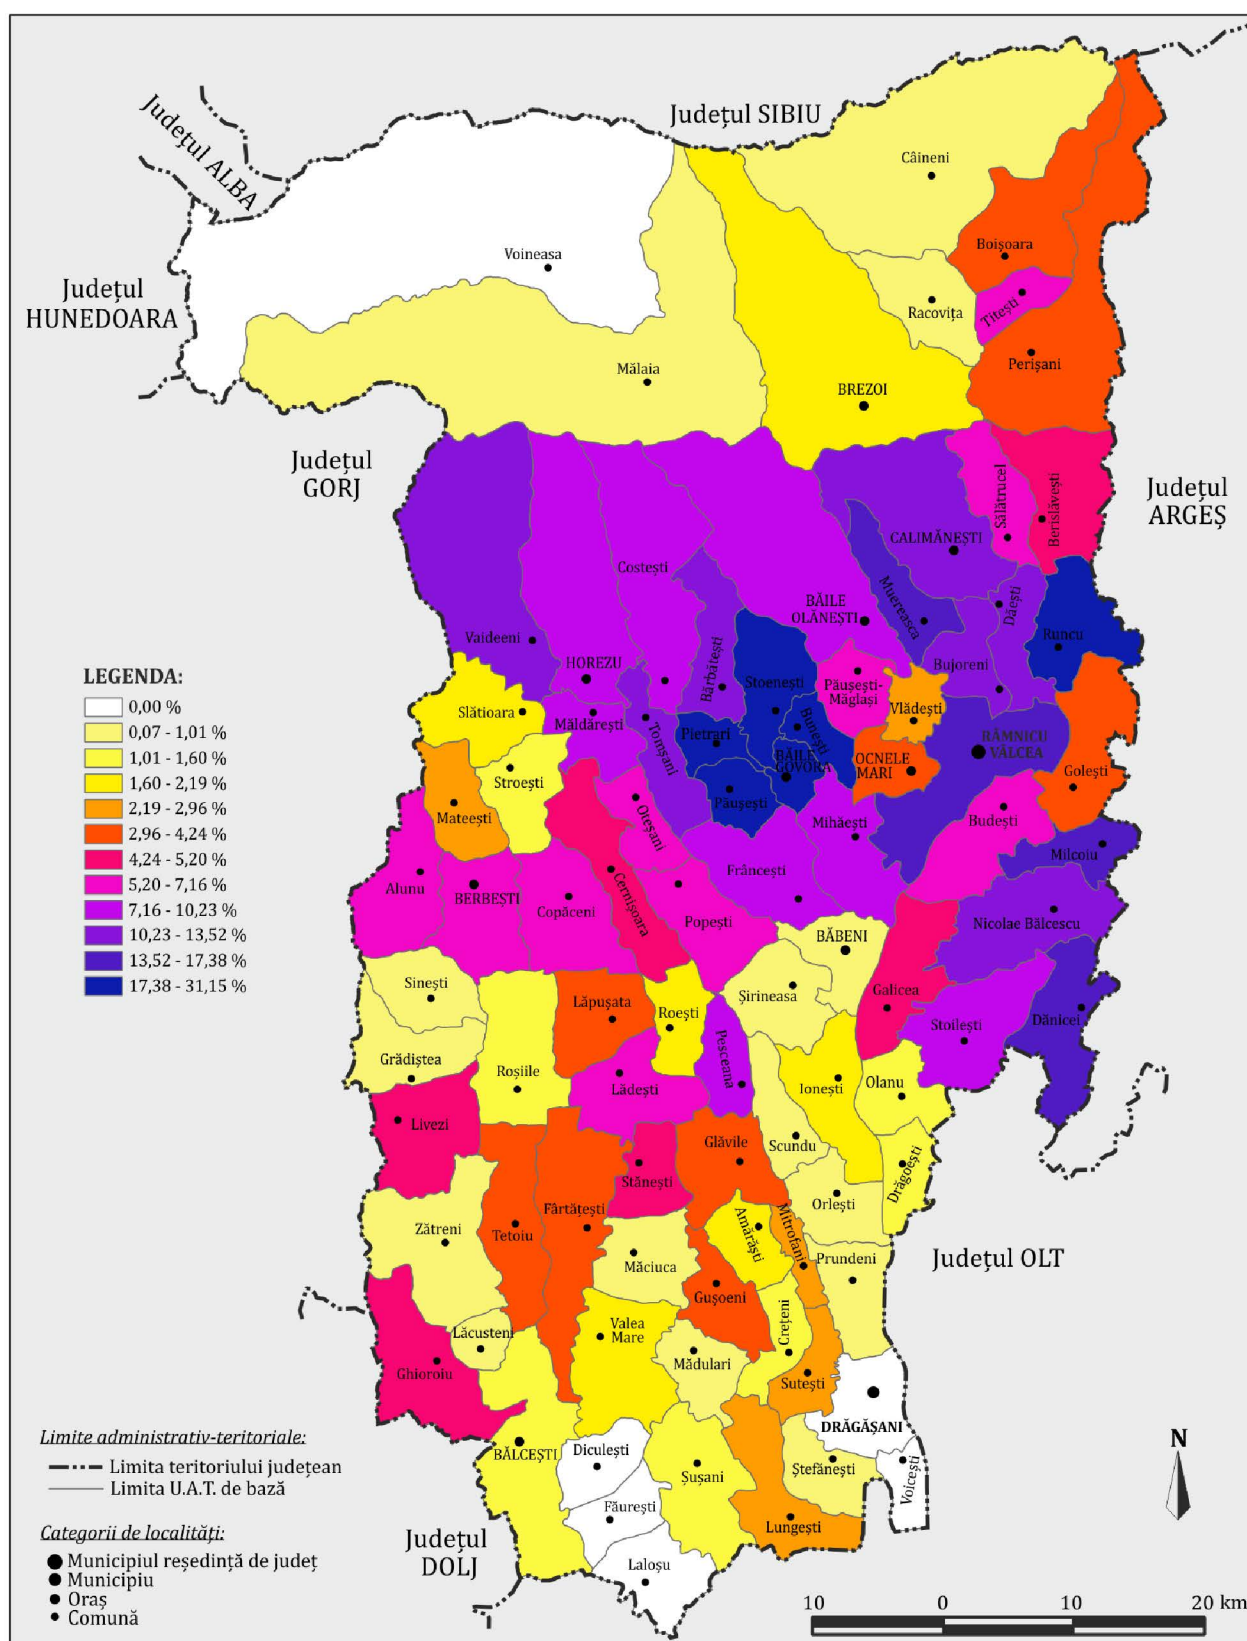 Județul SIBIU
Județul ALBA
Câineni
Boișoara
Voineasa
Județul
HUNEDOARA
Racovița
Titești
Perișani
Mălaia
BREZOI
Județul
GORJ
Sălătrucel
Berislăvești
Județul
ARGEȘ
CALIMĂNEȘTI
Costești
Muereasca
BĂILE
OLĂNEȘTI
Dăești
Runcu
Vaideeni
HOREZU
Bărbătești
Stoenești
Păușești-
Măglași
Bujoreni
LEGENDA:
0,00 %
0,07 - 1,01 %
1,01 - 1,60 %
1,60 - 2,19 %
2,19 - 2,96 %
2,96 - 4,24 %
4,24 - 5,20 %
5,20 - 7,16 %
7,16 - 10,23 %
10,23 - 13,52 %
13,52 - 17,38 %
17,38 - 31,15 %
Slătioara
Măldărești
Tomșani
Pietrari
Bunești
Vlădești
BĂILE
GOVORA
OCNELE
MARI
RÂMNICU
VÂLCEA
Golești
Stroești
Mateești
Oteșani
Păușești
Mihăești
Budești
Milcoiu
Alunu
BERBEȘTI
Copăceni
Cernișoara
Frâncești
Popești
Nicolae Bălcescu
BĂBENI
Sinești
Lăpușata
Roești
Șirineasa
Galicea
Stoilești
Dănicei
Grădiștea
Roșiile
Lădești
Pesceana
Ionești
Olanu
Livezi
Scundu
Glăvile
Stănești
Drăgoești
Orlești
Fârtățești
Tetoiu
Zătreni
Amărăști
Mitrofani
Prundeni
Județul OLT
Măciuca
Gușoeni
Crețeni
Lăcusteni
Valea
Mare
Mădulari
Ghioroiu
Sutești
DRĂGĂȘANI
BĂLCEȘTI
Diculești
Șușani
Ștefănești
Voicești
Făurești
Lungești
Laloșu
Județul
DOLJ
Limite administrativ-teritoriale:
Limita teritoriului județean
Limita U.A.T. de bază
Categorii de localități:
Municipiul reședință de județ
Municipiu
Oraș
Comună
N
10 0 10 20 km